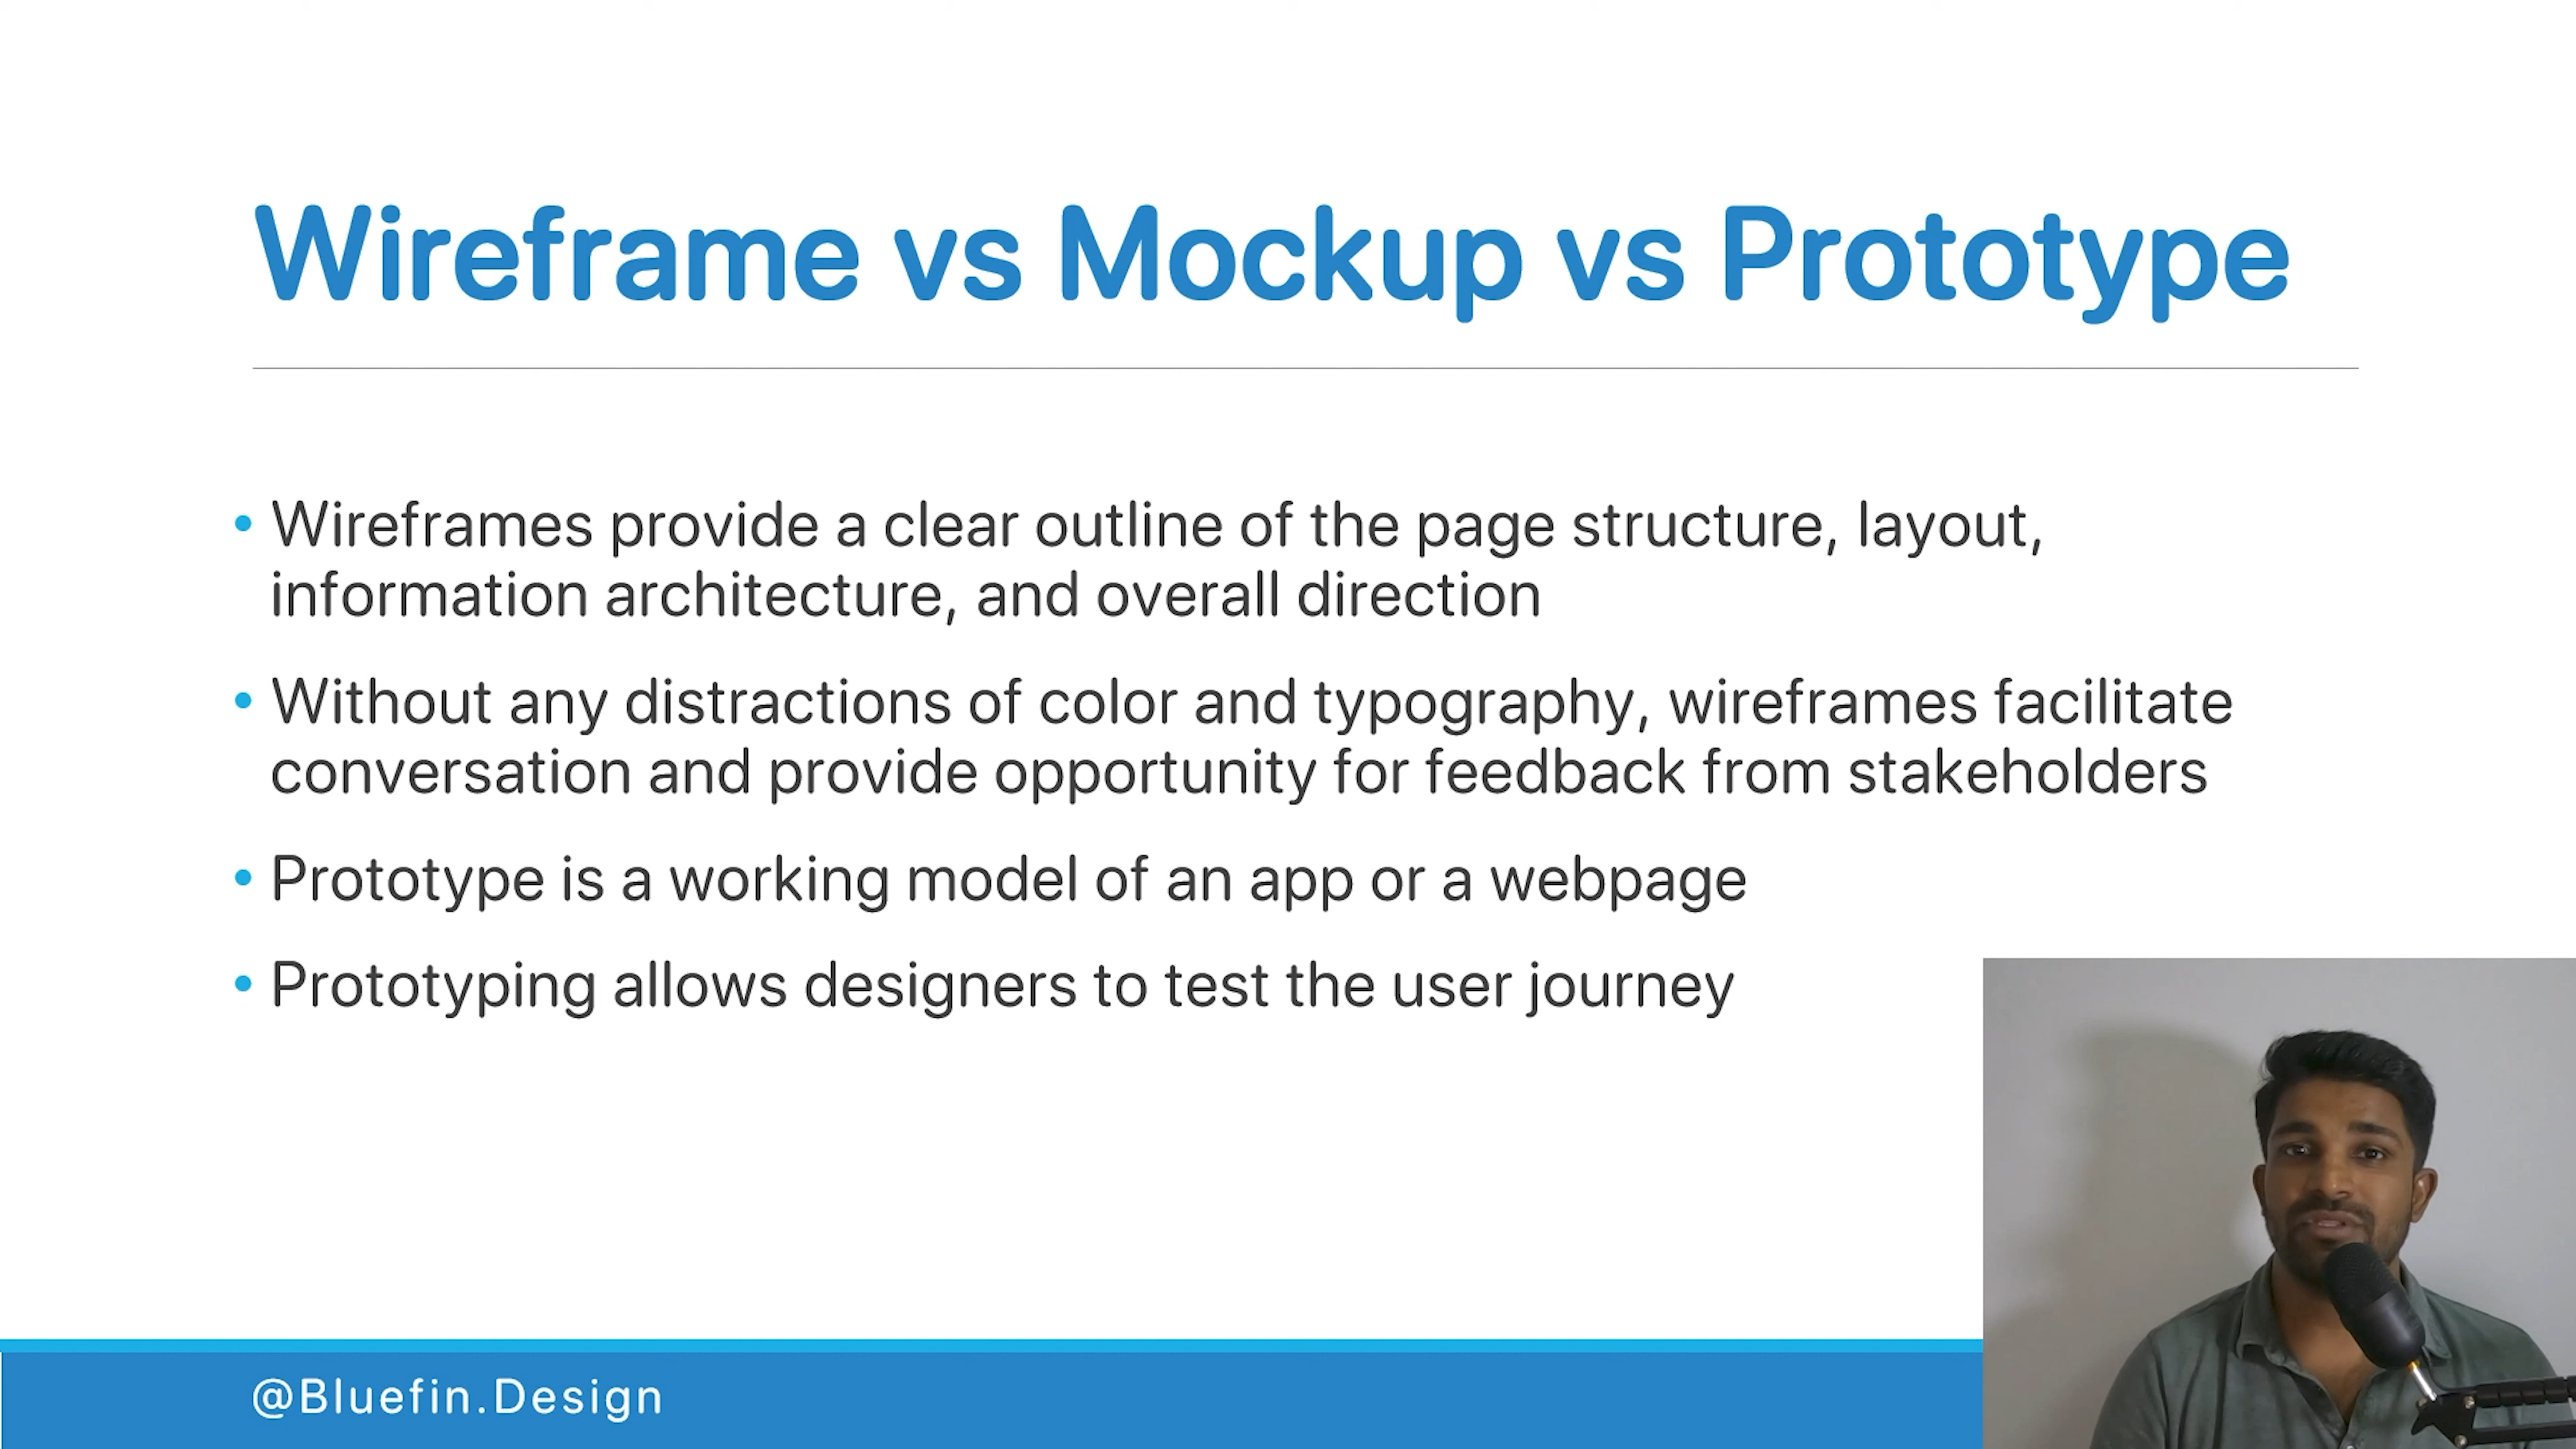 Wireframe vs Mockup vs Prototype
• Wireframes provide a clear outline of the page structure, layout,
information architecture, and overall direction
• Without any distractions of color and typography, wireframes facilitate
conversation and provide opportunity for feedback from stakeholders
• Prototype is a working model of an app or a webpage
• Prototyping allows designers to test the user journey
@Bluefin.Design